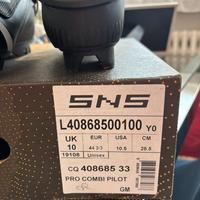 SNS
L40868500100 Y0
UK EUR USA CM
10 44 2/3 10.5 28.5
19108 Unisex
CQ 408685 33
PRO COMBI PILOT
GM